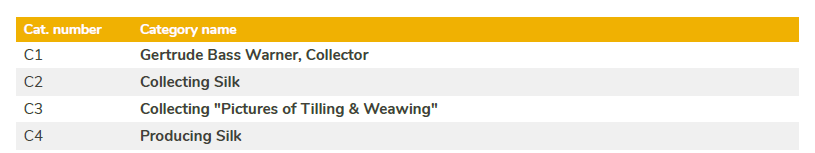 Cat. number Category name
C1 Gertrude Bass Warner, Collector
C2 Collecting Silk
C3 Collecting "Pictures of Tilling & Weawing"
C4 Producing Silk